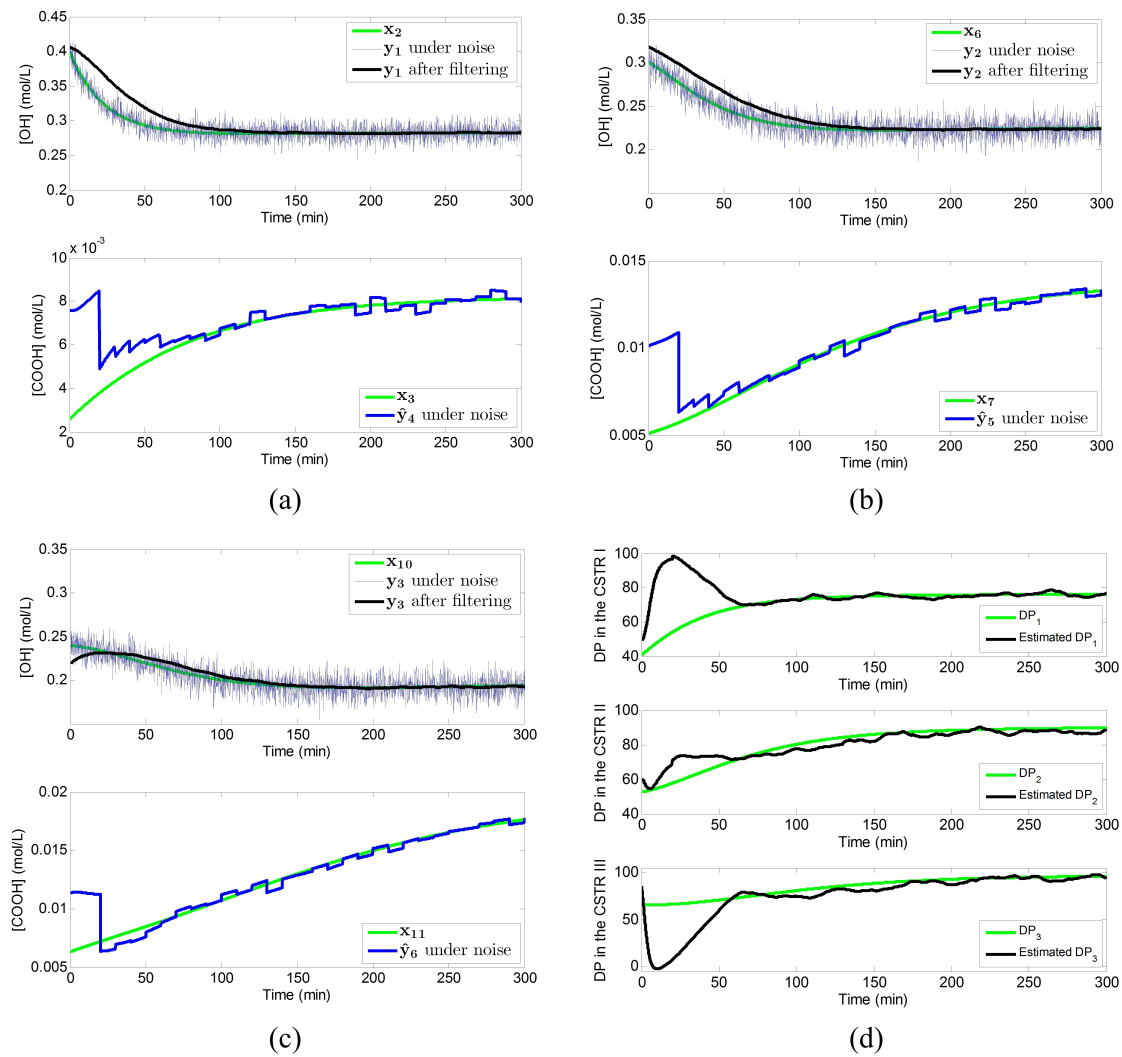 0.45
0.4
0.35
0.3
0.25
0.2
[OH] (mol/L)
x2
y1 under noise
y1 after filtering
0 50 100 150 200 250 300
Time (min)
x 10-3
10
8
6
4
2
[COOH] (mol/L)
x3
ŷ4 under noise
0 50 100 150 200 250 300
Time (min)
(a)
0.35
0.3
0.25
0.2
[OH] (mol/L)
x6
y2 under noise
y2 after filtering
0 50 100 150 200 250 300
Time (min)
0.015
0.01
0.005
[COOH] (mol/L)
x7
ŷ5 under noise
0 50 100 150 200 250 300
Time (min)
(b)
0.35
0.3
0.25
0.2
[OH] (mol/L)
x10
y3 under noise
y3 after filtering
0 50 100 150 200 250 300
Time (min)
0.02
0.015
0.01
0.005
[COOH] (mol/L)
x11
ŷ6 under noise
0 50 100 150 200 250 300
Time (min)
(c)
100
80
60
40
DP in the CSTR I
DP1
Estimated DP1
0 50 100 150 200 250 300
Time (min)
100
80
60
40
DP in the CSTR II
DP2
Estimated DP2
0 50 100 150 200 250 300
Time (min)
100
50
0
DP in the CSTR III
DP3
Estimated DP3
0 50 100 150 200 250 300
Time (min)
(d)